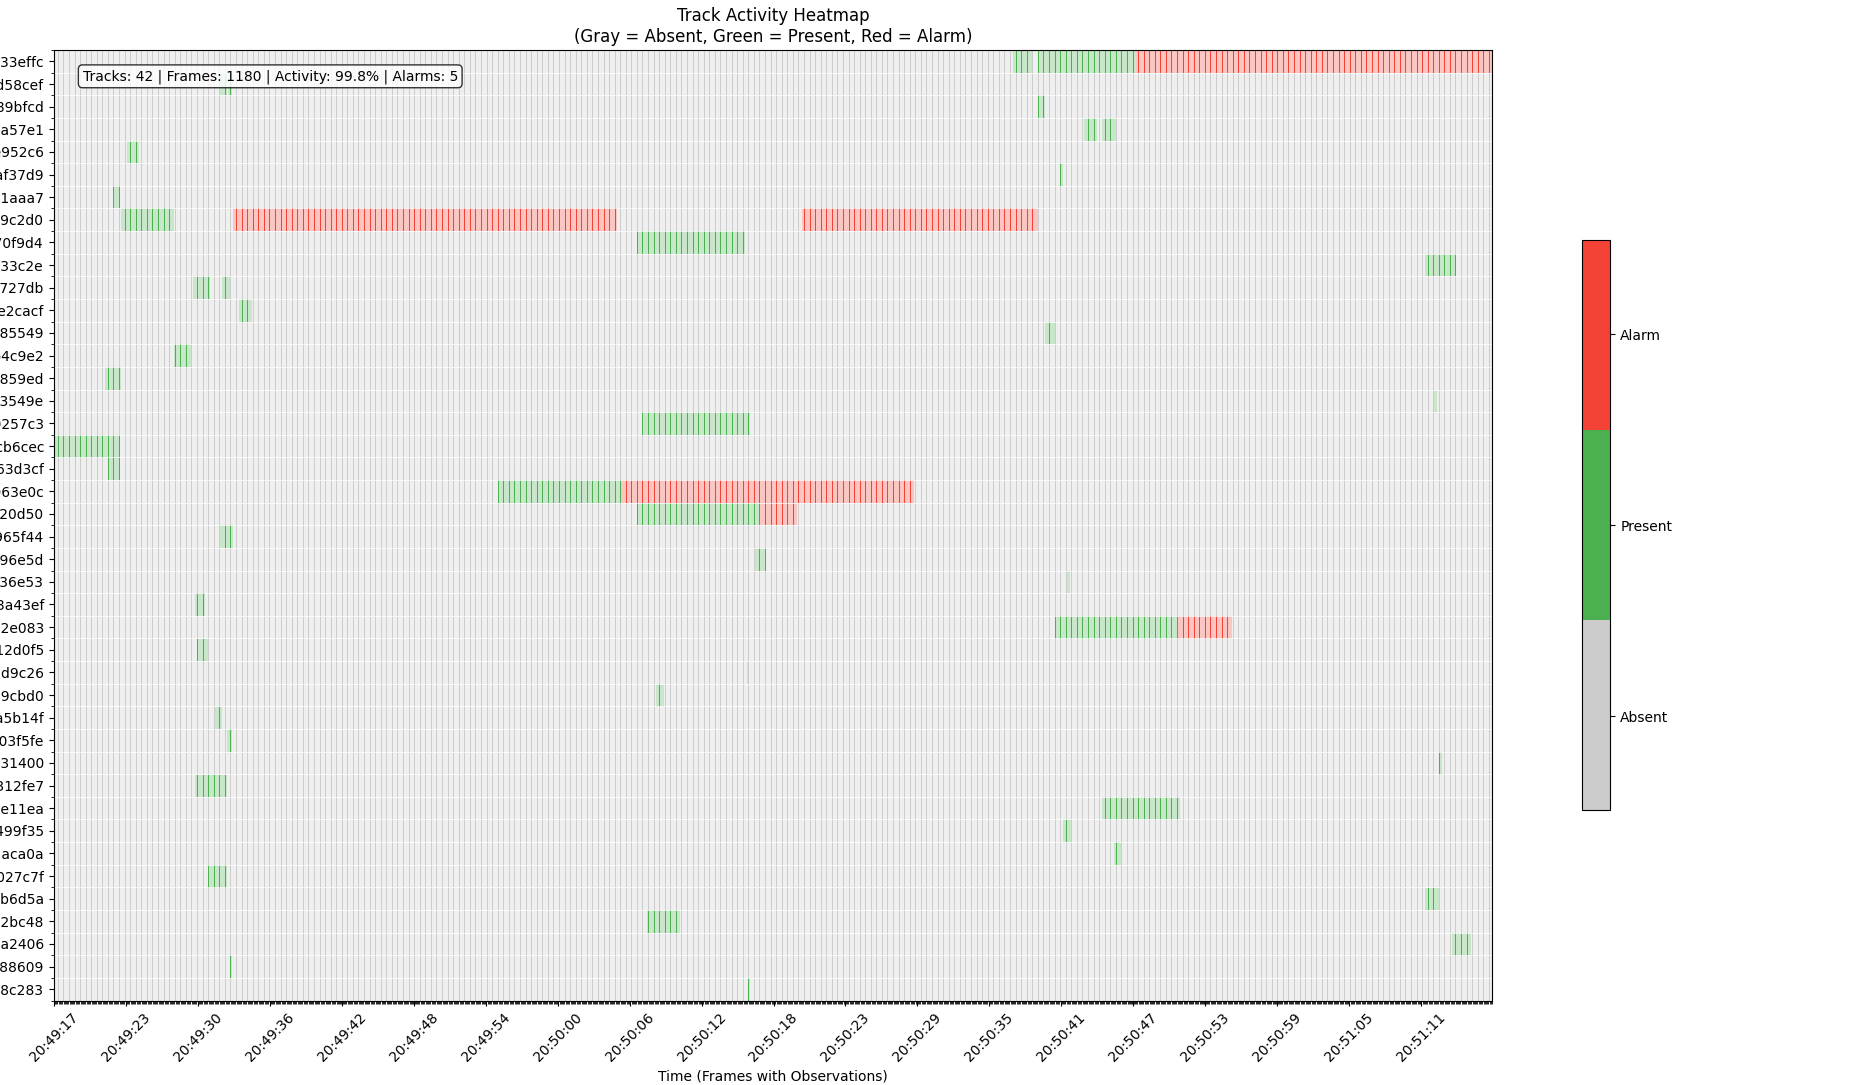 Track Activity Heatmap
(Gray = Absent, Green = Present, Red = Alarm)
Tracks: 42 | Frames: 1180 | Activity: 99.8% | Alarms: 5
33effc
d58cef
39bfcd
a57e1
952c6
af37d9
1aaa7
9c2d0
70f9d4
33c2e
727db
e2cacf
85549
4c9e2
859ed
3549e
257c3
cb6cec
53d3cf
963e0c
20d50
965f44
96e5d
36e53
3a43ef
2e083
12d0f5
d9c26
9cbd0
a5b14f
03f5fe
31400
312fe7
e11ea
499f35
aca0a
027c7f
b6d5a
2bc48
a2406
88609
8c283
20:49:17
20:49:23
20:49:30
20:49:36
20:49:42
20:49:48
20:49:54
20:50:00
20:50:06
20:50:12
20:50:18
20:50:23
20:50:29
20:50:35
20:50:41
20:50:47
20:50:53
20:50:59
20:51:05
20:51:11
Time (Frames with Observations)
Alarm
Present
Absent